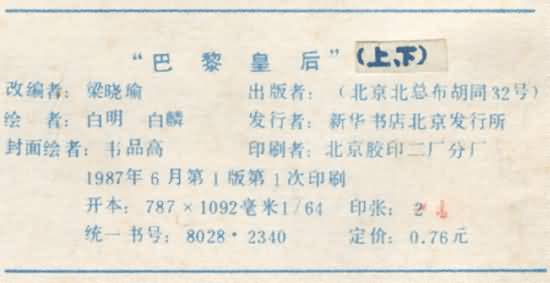 “巴黎皇后”(上、下)
改编者：梁晓瑜 出版者：（北京北总布胡同32号）
绘 者：白明 白麟 发行者：新华书店北京发行所
封面绘者：韦品高 印刷者：北京胶印二厂分厂
1987年6月第1版第1次印刷
开本：787×1092毫米1/64 印张：2
统一书号：8028·2340 定价：0.76元